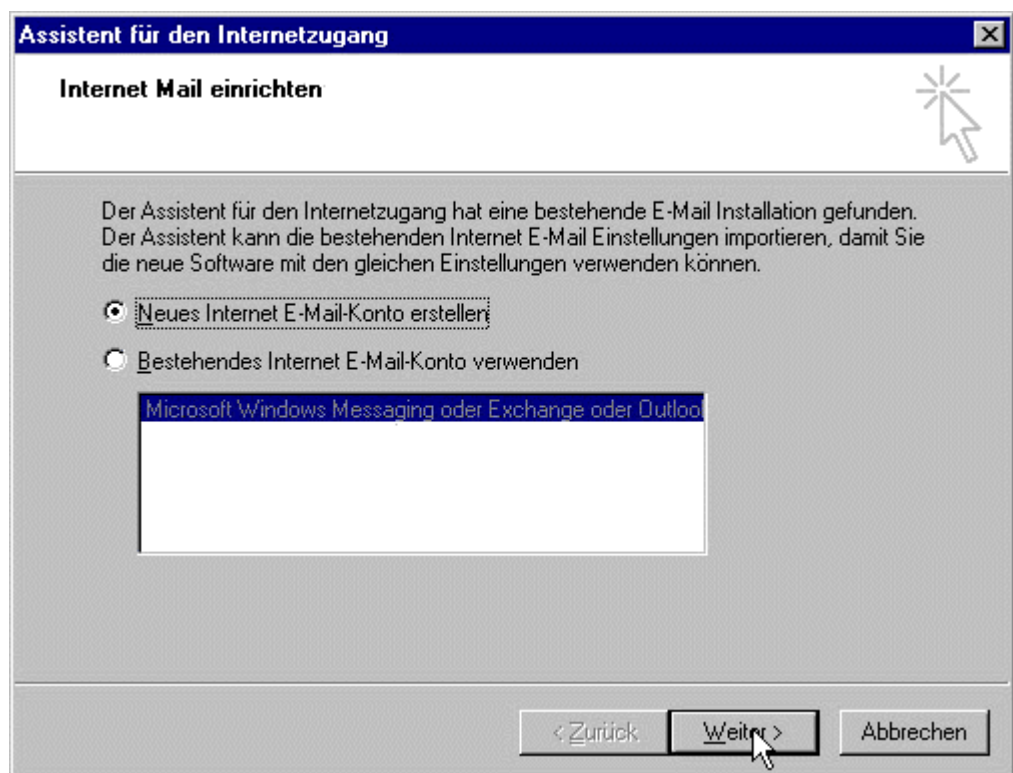 Assistent für den Internetzugang
Internet Mail einrichten
Der Assistent für den Internetzugang hat eine bestehende E-Mail Installation gefunden.
Der Assistent kann die bestehenden Internet E-Mail Einstellungen importieren, damit Sie
die neue Software mit den gleichen Einstellungen verwenden können.
Neues Internet E-Mail-Konto erstellen
Bestehendes Internet E-Mail-Konto verwenden
Microsoft Windows Messaging oder Exchange oder Outlool
< Zurück Weiter > Abbrechen